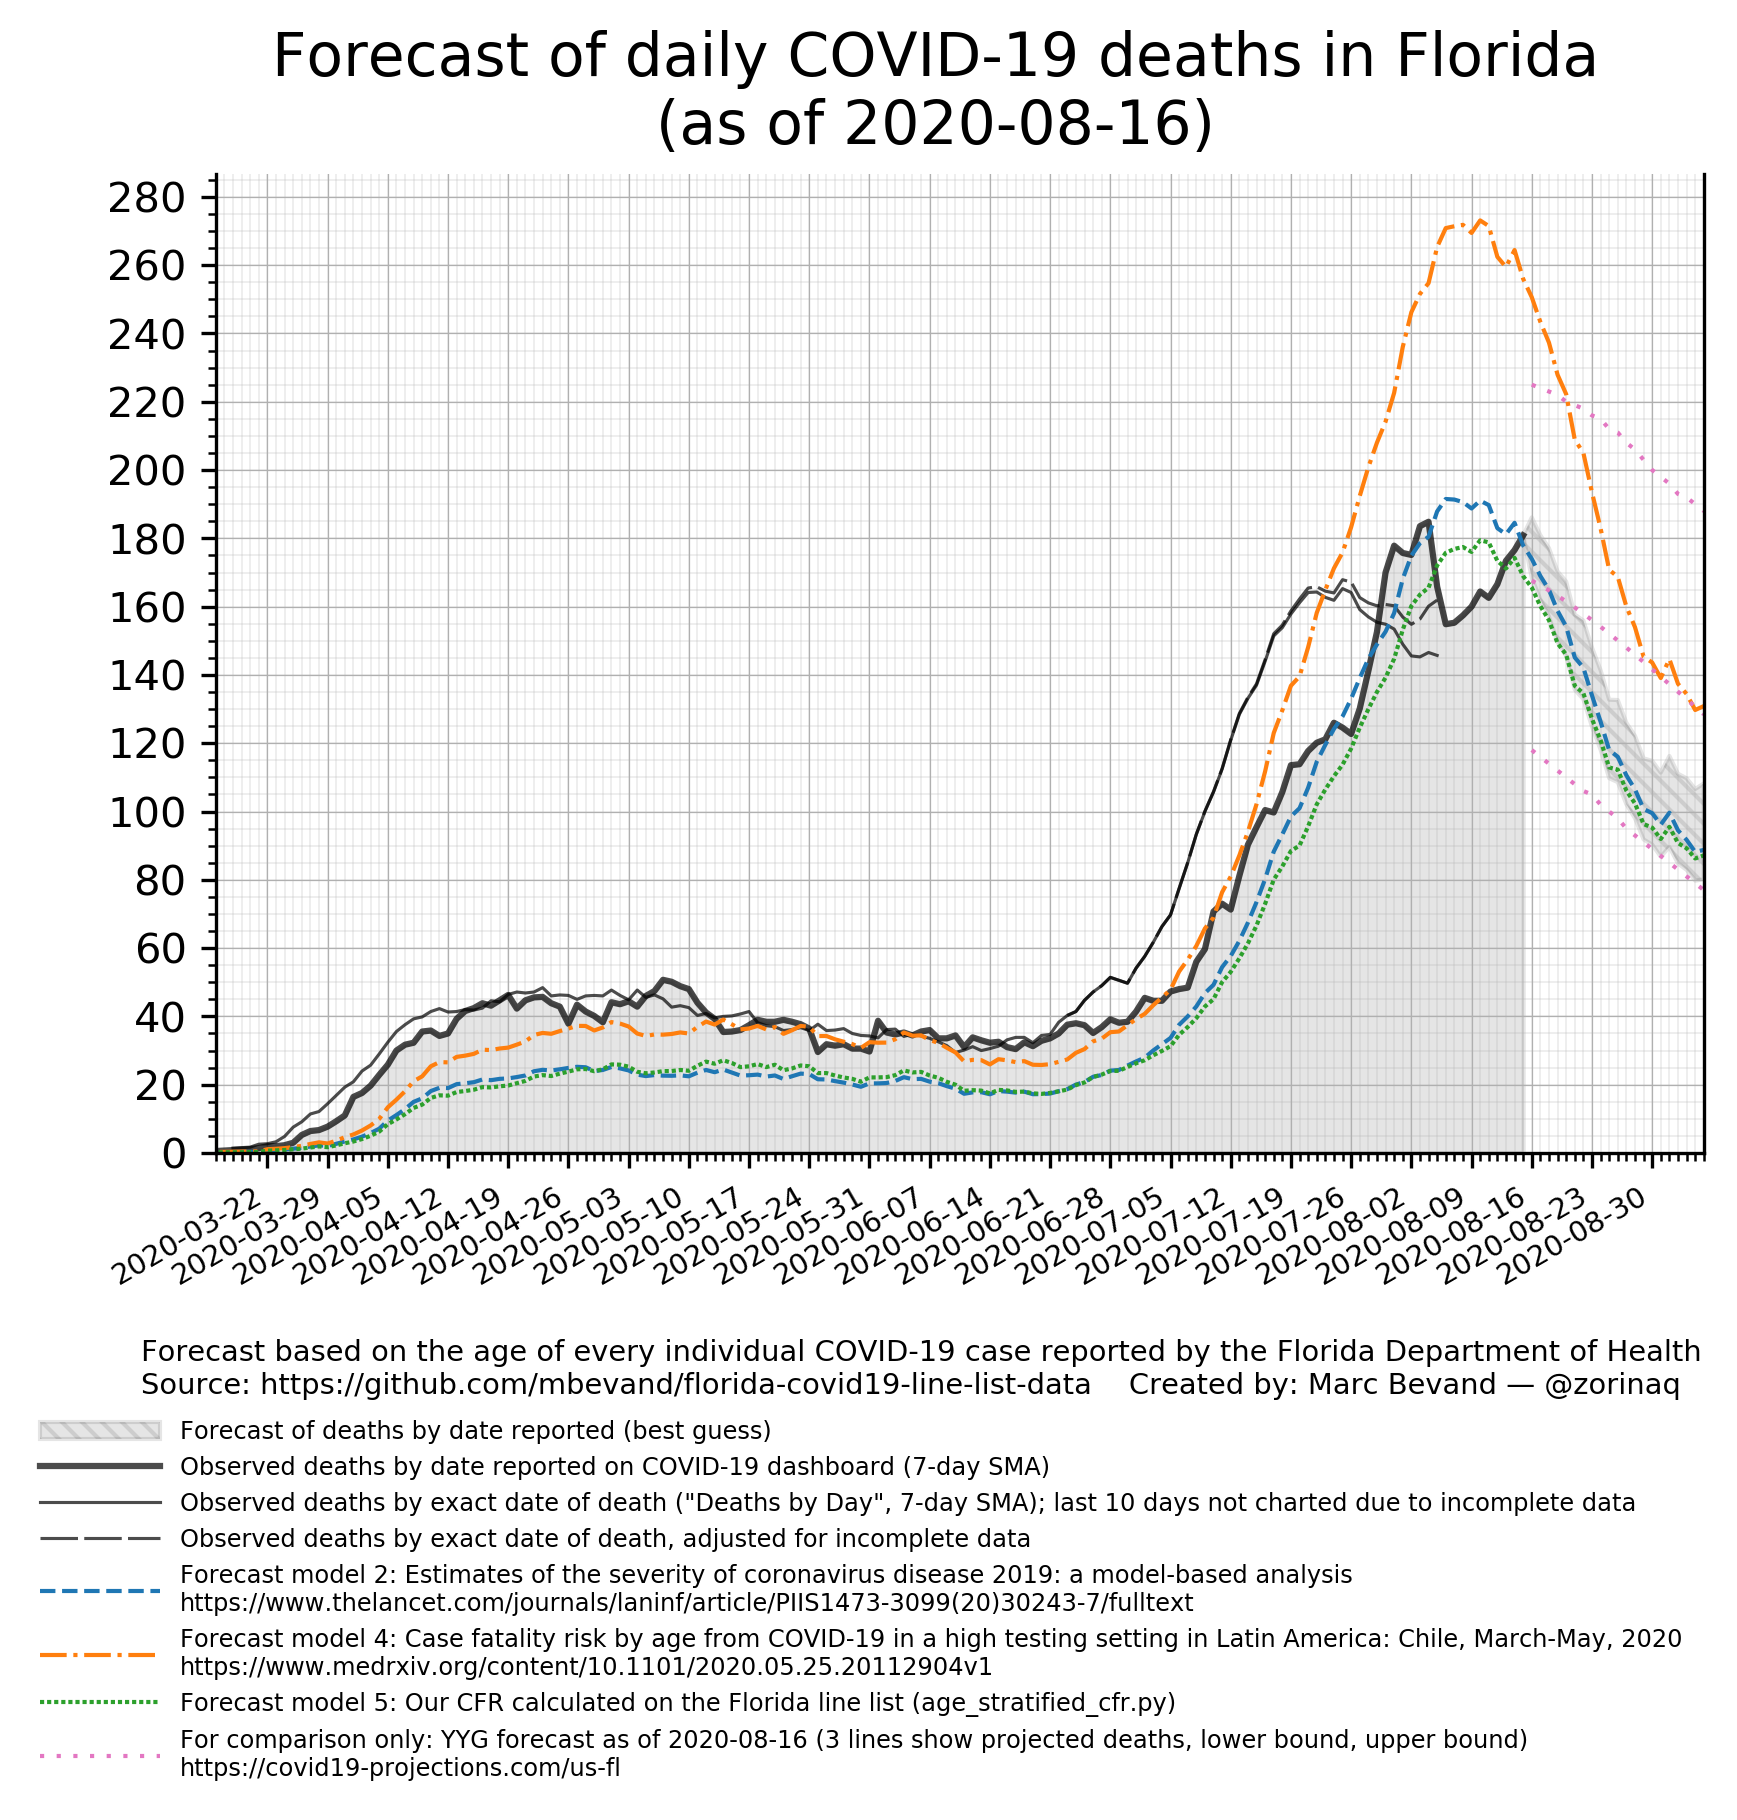 Forecast of daily COVID-19 deaths in Florida
(as of 2020-08-16)
280
260
240
220
200
180
160
140
120
100
80
60
40
20
0
2020-03-22
2020-03-29
2020-04-05
2020-04-12
2020-04-19
2020-04-26
2020-05-03
2020-05-10
2020-05-17
2020-05-24
2020-05-31
2020-06-07
2020-06-14
2020-06-21
2020-06-28
2020-07-05
2020-07-12
2020-07-19
2020-07-26
2020-08-02
2020-08-09
2020-08-16
2020-08-23
2020-08-30
Forecast based on the age of every individual COVID-19 case reported by the Florida Department of Health
Source: https://github.com/mbevand/florida-covid19-line-list-data Created by: Marc Bevand — @zorinaq
Forecast of deaths by date reported (best guess)
Observed deaths by date reported on COVID-19 dashboard (7-day SMA)
Observed deaths by exact date of death ("Deaths by Day", 7-day SMA); last 10 days not charted due to incomplete data
Observed deaths by exact date of death, adjusted for incomplete data
Forecast model 2: Estimates of the severity of coronavirus disease 2019: a model-based analysis
https://www.thelancet.com/journals/laninf/article/PIIS1473-3099(20)30243-7/fulltext
Forecast model 4: Case fatality risk by age from COVID-19 in a high testing setting in Latin America: Chile, March-May, 2020
https://www.medrxiv.org/content/10.1101/2020.05.25.20112904v1
Forecast model 5: Our CFR calculated on the Florida line list (age_stratified_cfr.py)
For comparison only: YYG forecast as of 2020-08-16 (3 lines show projected deaths, lower bound, upper bound)
https://covid19-projections.com/us-fl